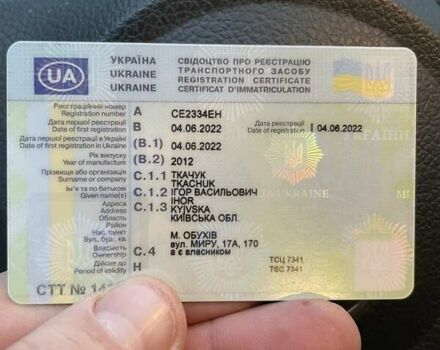 УКРАЇНА
UKRAINE
UKRAINE
СВІДОЦТВО ПРО РЕЄСТРАЦІЮ
ТРАНСПОРТНОГО ЗАСОБУ
REGISTRATION CERTIFICATE
CERTIFICAT D'IMMATRICULATION
UA
Реєстраційний номер
Registration number A CE2334EH
Дата першої реєстрації
Date of first registration B 04.06.2022
Дата реєстрації
Date of registration I 04.06.2022
Дата першої реєстрації в Україні
Date of first registration in Ukraine (B.1) 04.06.2022
Рік випуску
Year of manufacture (B.2) 2012
Прізвище або організація
Surname or company C.1.1 ТКАЧУК
TKACHUK
Ім'я та по батькові
Given name(s) C.1.2 ІГОР ВАСИЛЬОВИЧ
IHOR
Адреса
Address C.1.3 KYIVSKA
Область КИЇВСЬКА ОБЛ.
Район
Нас. пункт М. ОБУХІВ
Вул., буд., кв. вул. МИРУ, 17А, 170
Власність
Ownership C.4 а є власником
Дійсне до
Period of validity H
ТСЦ 7341
TSC 7341
СТТ №